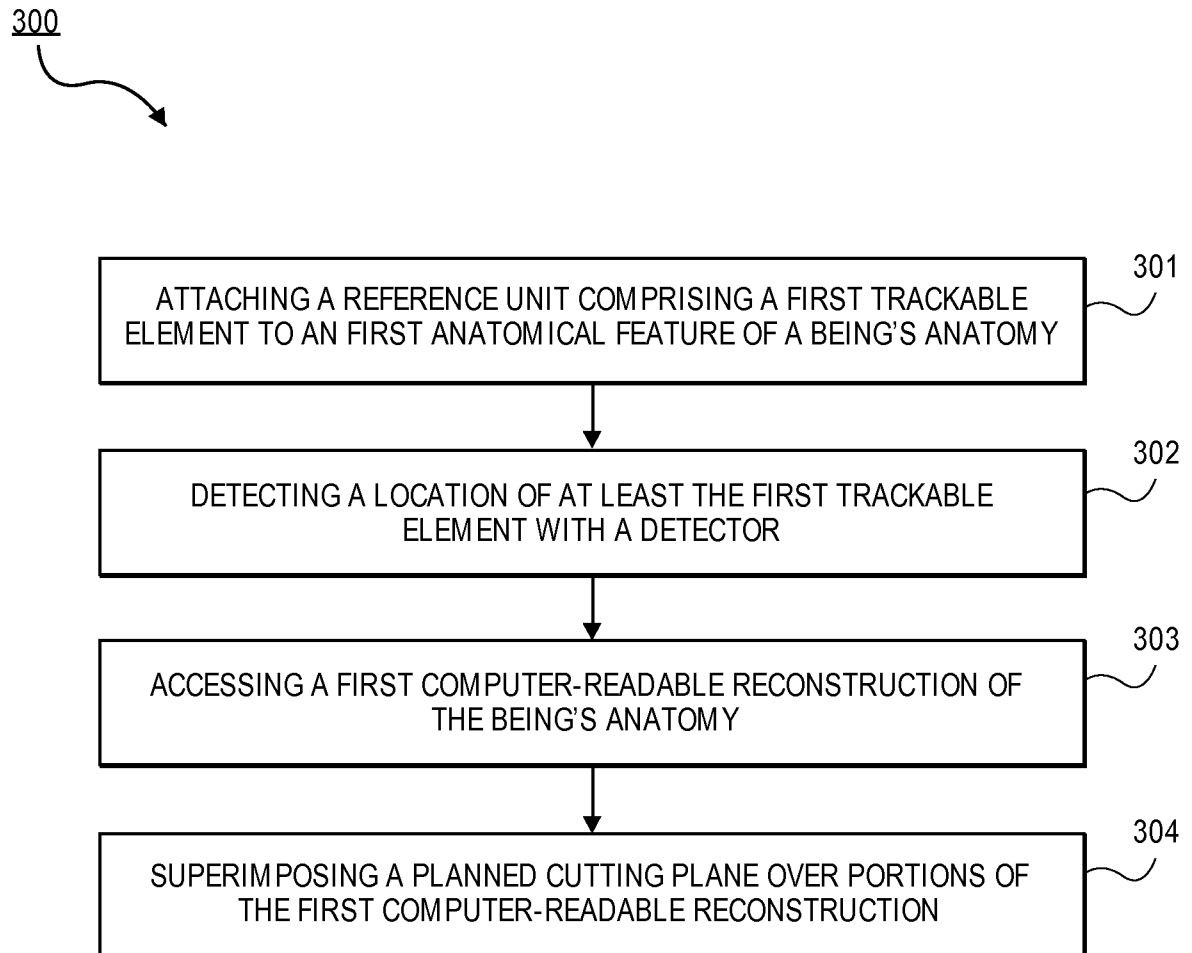 300
301
ATTACHING A REFERENCE UNIT COMPRISING A FIRST TRACKABLE
ELEMENT TO AN FIRST ANATOMICAL FEATURE OF A BEING'S ANATOMY
302
DETECTING A LOCATION OF AT LEAST THE FIRST TRACKABLE
ELEMENT WITH A DETECTOR
303
ACCESSING A FIRST COMPUTER-READABLE RECONSTRUCTION OF
THE BEING'S ANATOMY
304
SUPERIMPOSING A PLANNED CUTTING PLANE OVER PORTIONS OF
THE FIRST COMPUTER-READABLE RECONSTRUCTION